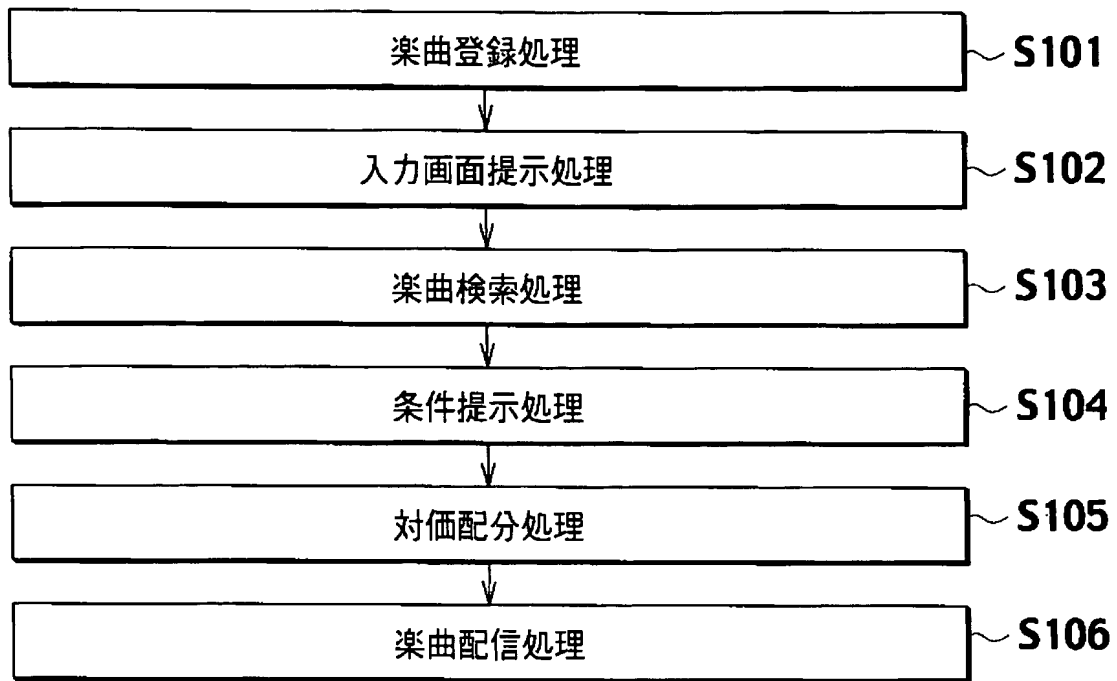 楽曲登録処理 S101
入力画面提示処理 S102
楽曲検索処理 S103
条件提示処理 S104
対価配分処理 S105
楽曲配信処理 S106